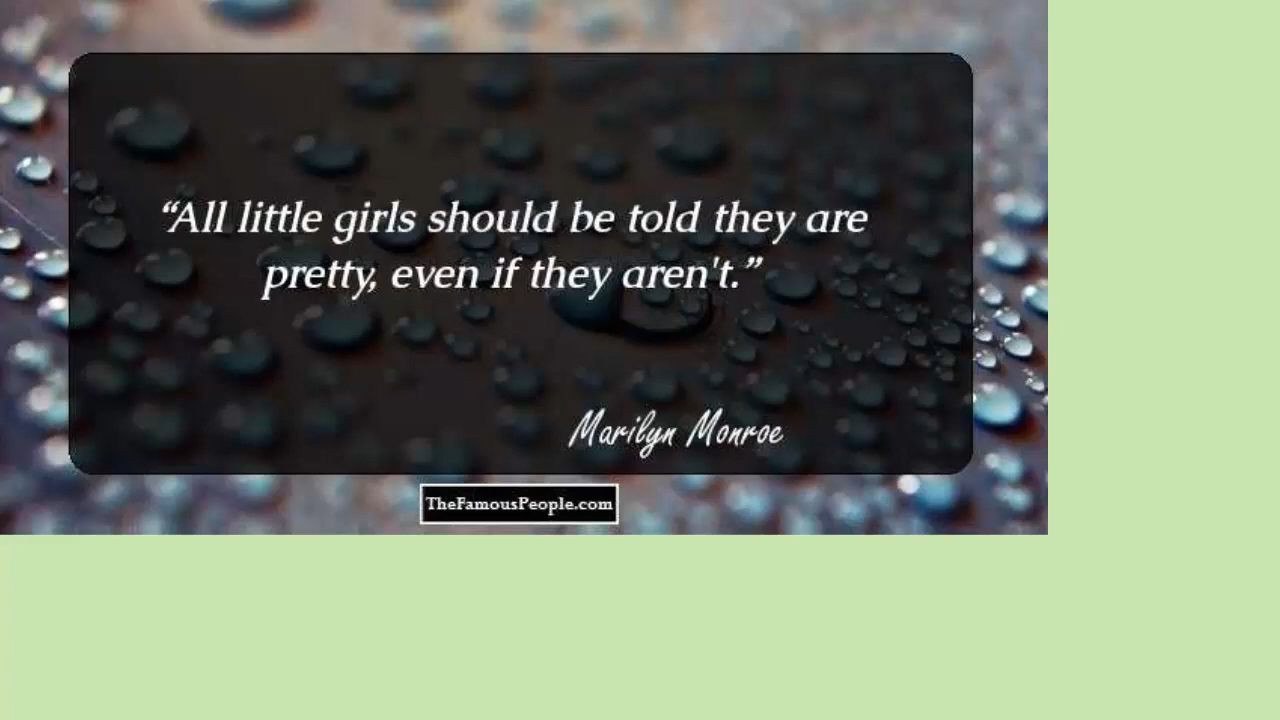 “All little girls should be told they are
pretty, even if they aren't.”
Marilyn Monroe
TheFamousPeople.com